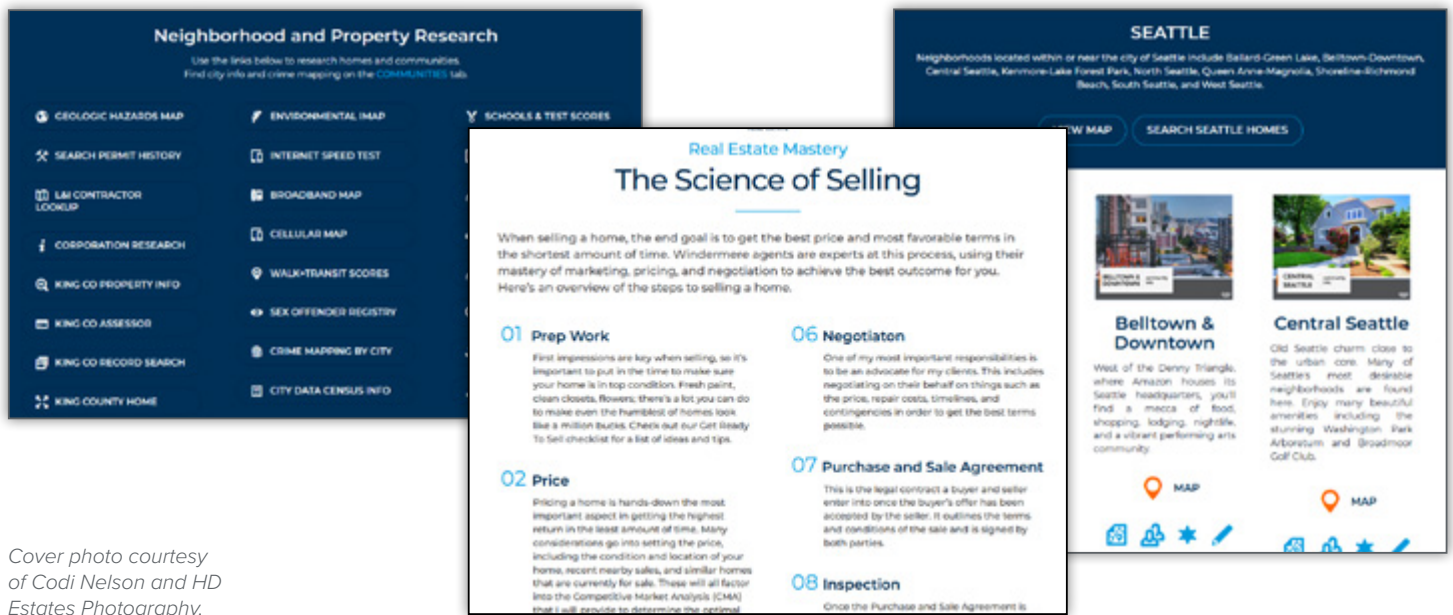 Neighborhood and Property Research
Use the links below to research homes and communities.
Find city info and crime mapping on the COMMUNITIES tab.
GEOLOGIC HAZARDS MAP
SEARCH PERMIT HISTORY
L&I CONTRACTOR
LOOKUP
CORPORATION RESEARCH
KING CO PROPERTY INFO
KING CO ASSESSOR
KING CO RECORD SEARCH
KING COUNTY HOME
ENVIRONMENTAL IMAP
INTERNET SPEED TEST
BROADBAND MAP
CELLULAR MAP
WALK+TRANSIT SCORES
SEX OFFENDER REGISTRY
CRIME MAPPING BY CITY
CITY DATA CENSUS INFO
SCHOOLS & TEST SCORES
Real Estate Mastery
The Science of Selling
When selling a home, the end goal is to get the best price and most favorable terms in
the shortest amount of time. Windermere agents are experts at this process, using their
mastery of marketing, pricing, and negotiation to achieve the best outcome for you.
Here's an overview of the steps to selling a home.
01 Prep Work
First impressions are key when selling, so it's
important to put in the time to make sure
your home is in top condition. Fresh paint,
clean closets, flowers; there's a lot you can do
to make even the humblest of homes look
like a million bucks. Check out our Get Ready
To Sell checklist for a list of ideas and tips.
02 Price
Pricing a home is hands-down the most
important aspect in getting the highest
return in the least amount of time. Many
considerations go into setting the price,
including the condition and location of your
home, recent nearby sales, and similar homes
that are currently for sale. These will all factor
into the Competitive Market Analysis (CMA)
that I will provide to determine the optimal
06 Negotiaton
One of my most important responsibilities is
to be an advocate for my clients. This includes
negotiating on their behalf on things such as
the price, repair costs, timelines, and
contingencies in order to get the best terms
possible.
07 Purchase and Sale Agreement
This is the legal contract a buyer and seller
enter into once the buyer's offer has been
accepted by the seller. It outlines the terms
and conditions of the sale and is signed by
both parties.
08 Inspection
Once the Purchase and Sale Agreement is
SEATTLE
Neighborhoods located within or near the city of Seattle include Ballard-Green Lake, Belltown-Downtown,
Central Seattle, Kenmore-Lake Forest Park, North Seattle, Queen Anne-Magnolia, Shoreline-Richmond
Beach, South Seattle, and West Seattle.
VIEW MAP
SEARCH SEATTLE HOMES
BELLTOWN &
DOWNTOWN
CENTRAL
SEATTLE
Belltown &
Downtown
West of the Denny Triangle,
where Amazon houses its
Seattle headquarters, you'll
find a mecca of food,
shopping, lodging, nightlife,
and a vibrant performing arts
community.
MAP
Central Seattle
Old Seattle charm close to
the urban core. Many of
Seattle's most desirable
neighborhoods are found
here. Enjoy many beautiful
amenities including the
stunning Washington Park
Arboretum and Broadmoor
Golf Club.
MAP
Cover photo courtesy
of Codi Nelson and HD
Estates Photography.